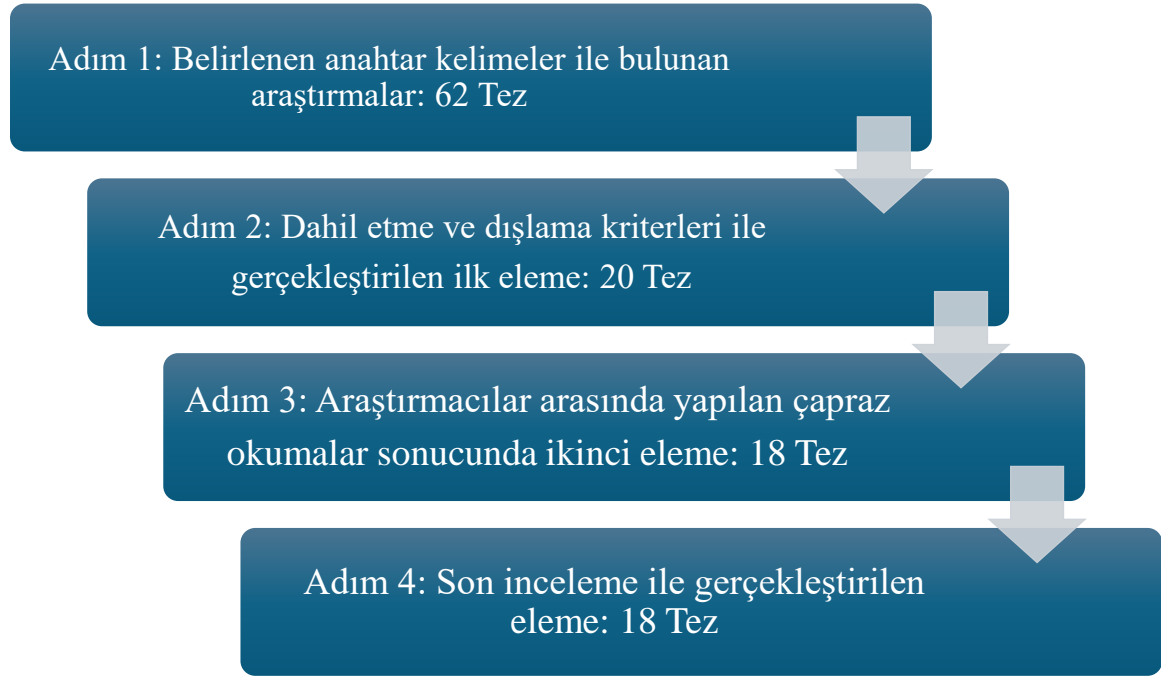 Adım 1: Belirlenen anahtar kelimeler ile bulunan
araştırmalar: 62 Tez
Adım 2: Dahil etme ve dışlama kriterleri ile
gerçekleştirilen ilk eleme: 20 Tez
Adım 3: Araştırmacılar arasında yapılan çapraz
okumalar sonucunda ikinci eleme: 18 Tez
Adım 4: Son inceleme ile gerçekleştirilen
eleme: 18 Tez